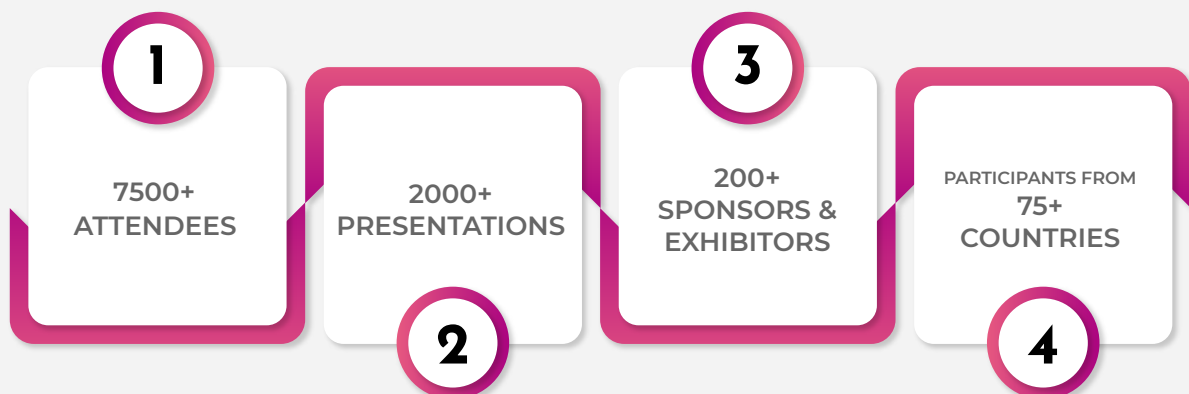 1
7500+
ATTENDEES
2000+
PRESENTATIONS
2
3
200+
SPONSORS &
EXHIBITORS
PARTICIPANTS FROM
75+
COUNTRIES
4